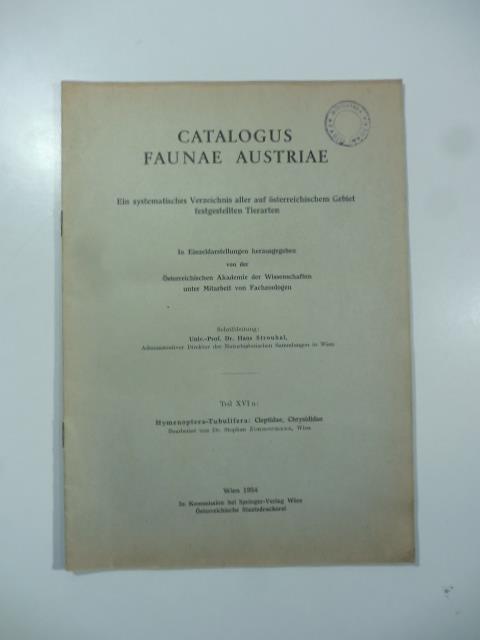 CATALOGUS
FAUNAE AUSTRIAE
Ein systematisches Verzeichnis aller auf österreichischem Gebiet
festgestellten Tierarten
In Einzeldarstellungen herausgegeben
von der
Österreichischen Akademie der Wissenschaften
unter Mitarbeit von Fachzoologen
Schriftleitung:
Univ.-Prof. Dr. Hans Strouhal,
Administrativer Direktor der Naturhistorischen Sammlungen in Wien
Teil XVI n:
Hymenoptera-Tubulifera: Cleptidae, Chrysididae
Bearbeitet von Dr. Stephan Zimmermann, Wien
Wien 1954
In Kommission bei Springer-Verlag Wien
Österreichische Staatsdruckerei